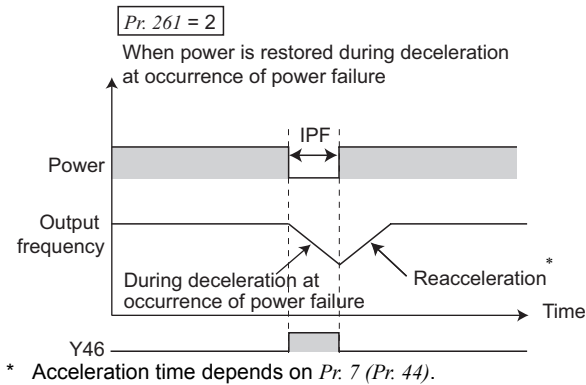 Pr. 261 = 2
When power is restored during deceleration
at occurrence of power failure
IPF
Power
Output
frequency
During deceleration at
occurrence of power failure
Reacceleration*
Time
Y46
* Acceleration time depends on Pr. 7 (Pr. 44).